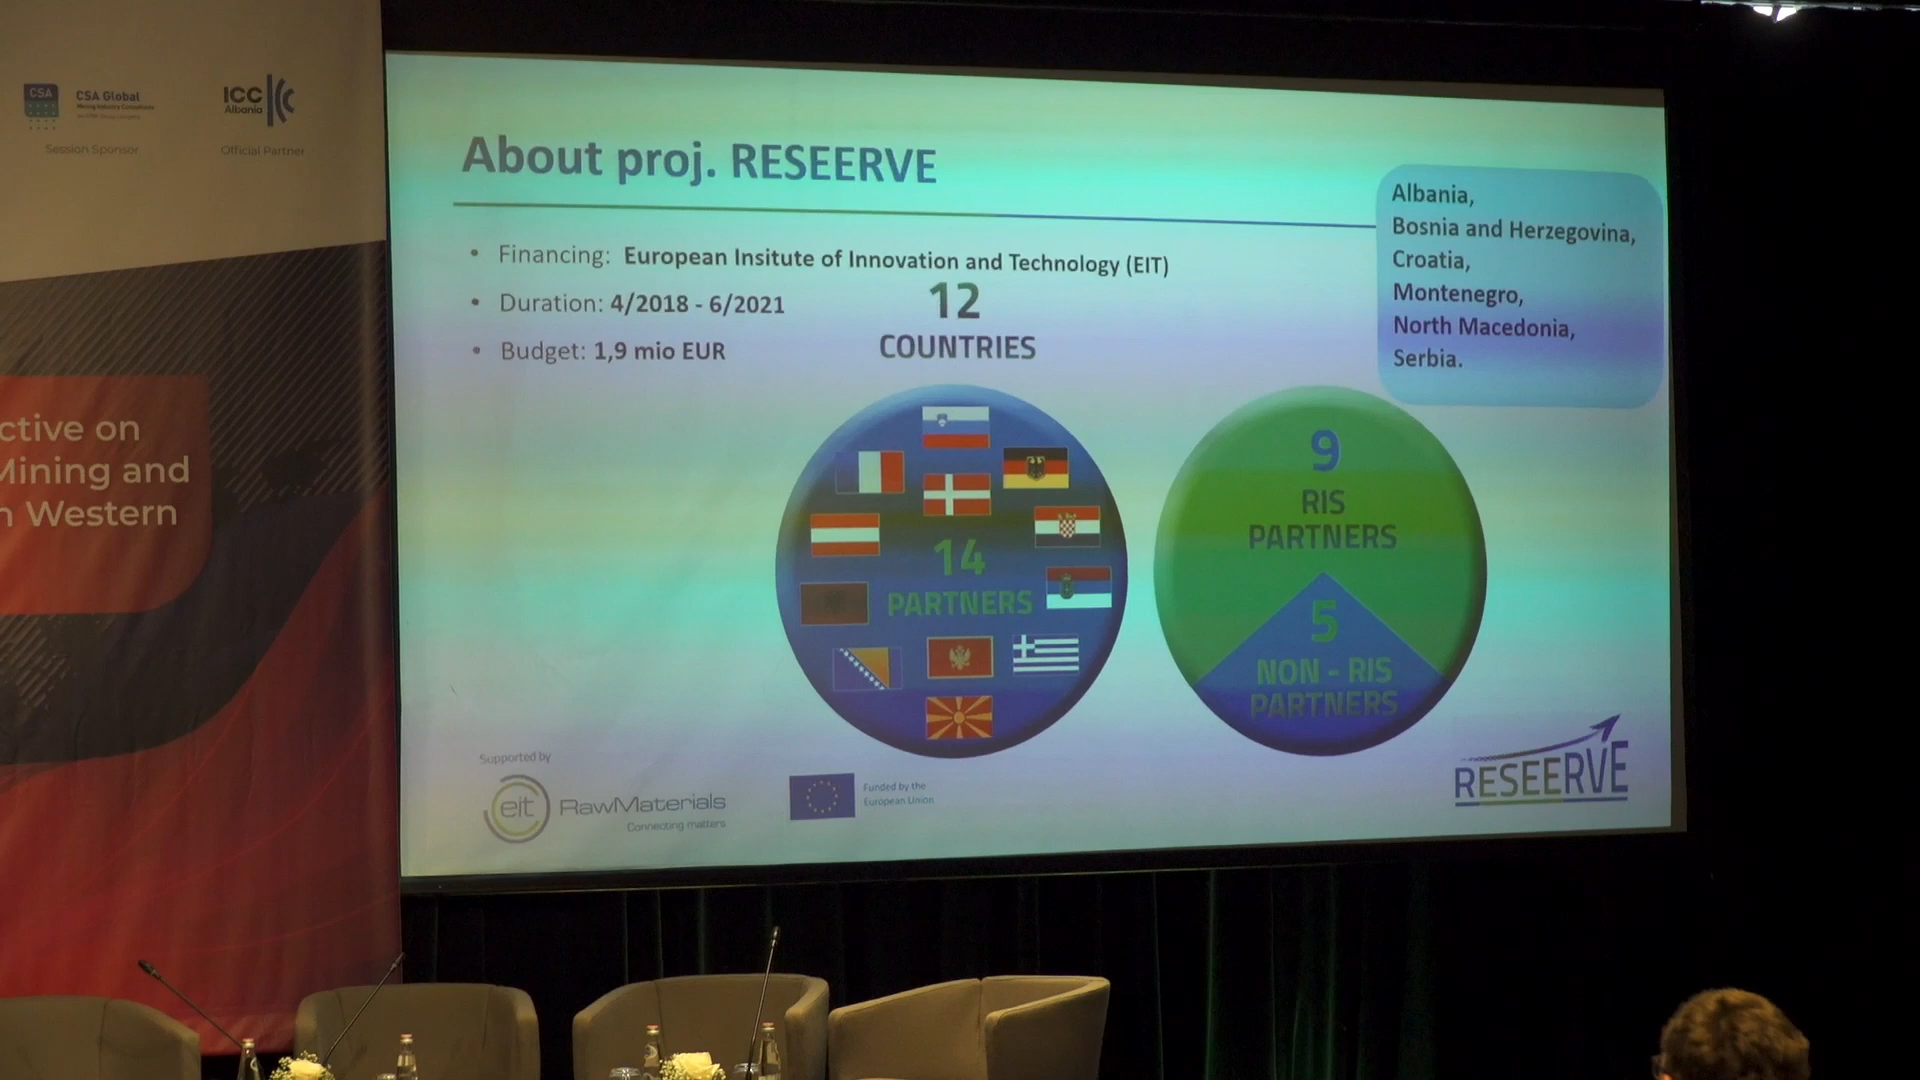 CSA
CSA Global
Mining Industry Consultants
Session Sponsor
ICC
Albania
Official Partner
ctive on
Mining and
n Western
About proj. RESEERVE
• Financing: European Insitute of Innovation and Technology (EIT)
• Duration: 4/2018 - 6/2021
• Budget: 1,9 mio EUR
12
COUNTRIES
Albania,
Bosnia and Herzegovina,
Croatia,
Montenegro,
North Macedonia,
Serbia.
14
PARTNERS
9
RIS
PARTNERS
5
NON - RIS
PARTNERS
Supported by
eit RawMaterials
Connecting matters
Funded by the
European Union
RESEERVE